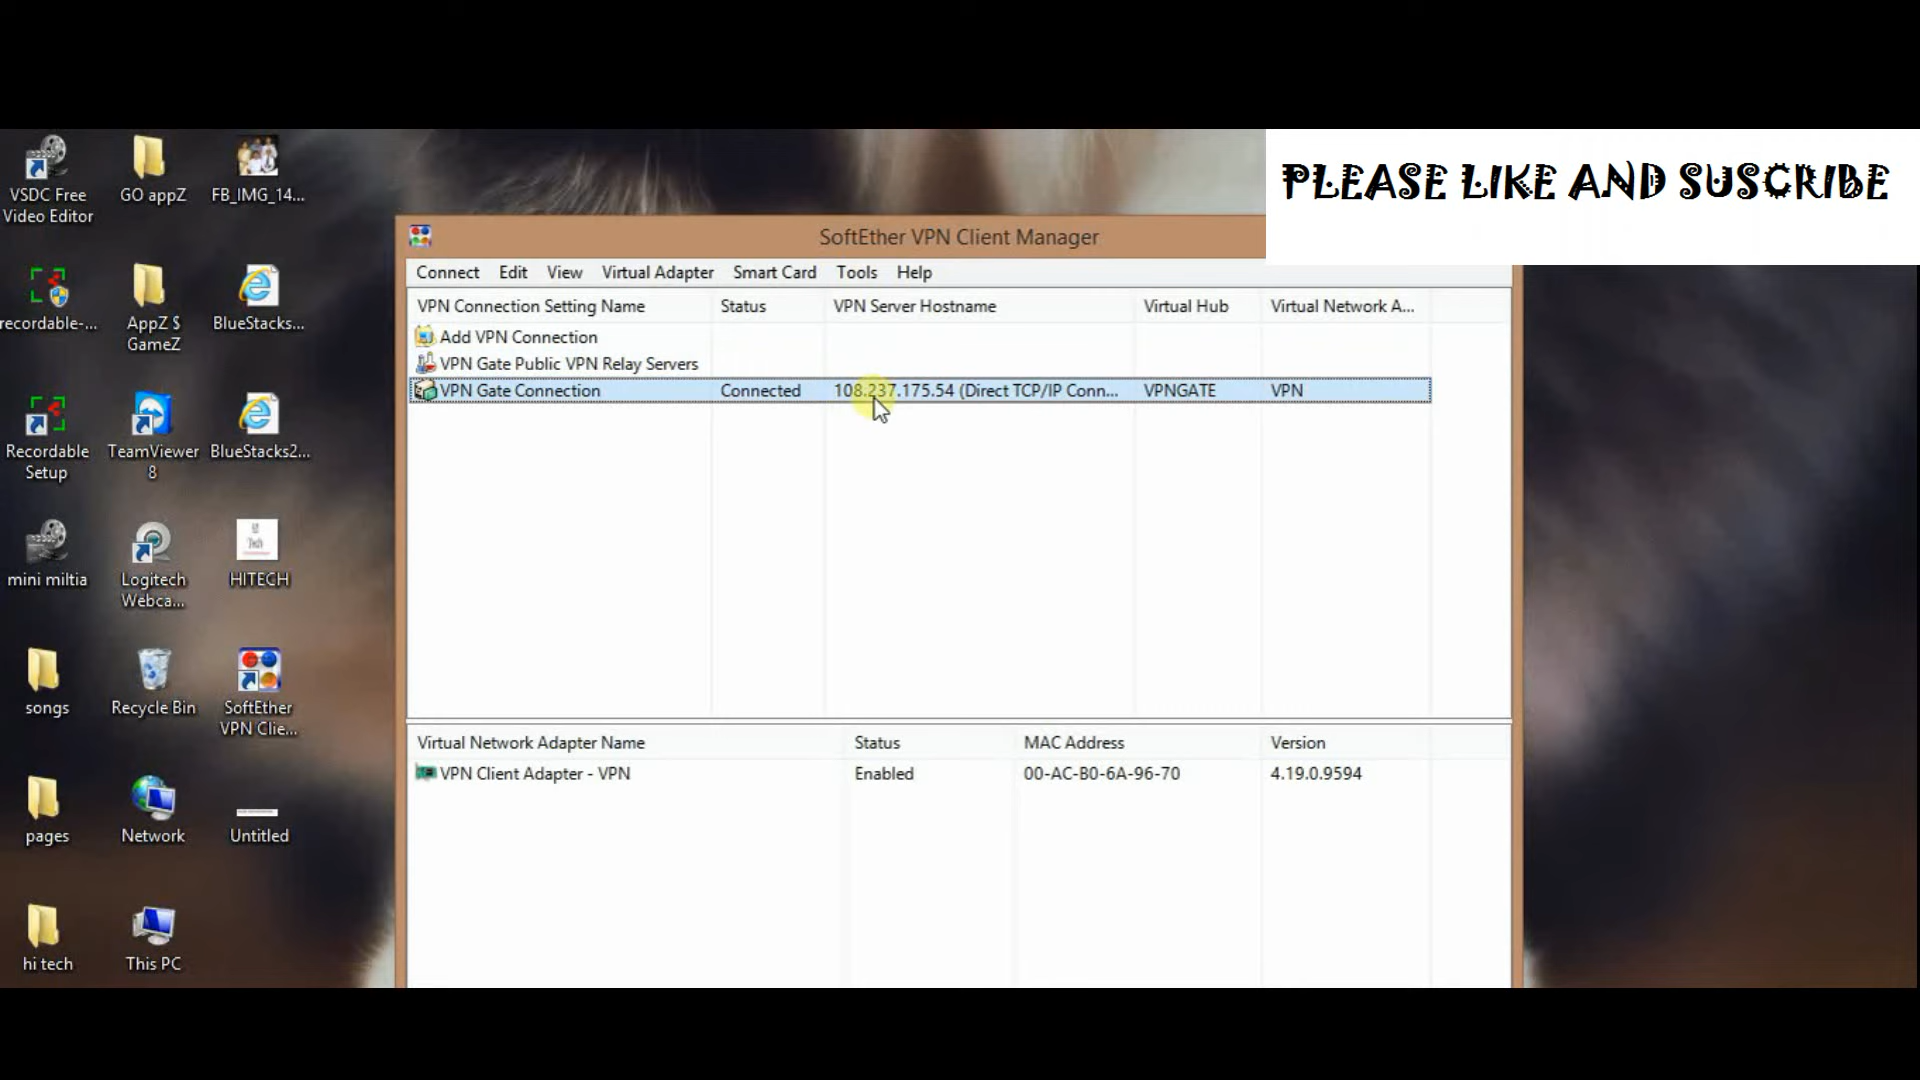 PLEASE LIKE AND SUSCRIBE
VSDC Free
Video Editor
GO appZ
FB_IMG_14...
recordable-...
AppZ $
GameZ
BlueStacks...
Recordable
Setup
TeamViewer
8
BlueStacks2...
mini miltia
Logitech
Webca...
HITECH
songs
Recycle Bin
SoftEther
VPN Clie...
pages
Network
Untitled
hi tech
This PC
SoftEther VPN Client Manager
Connect Edit View Virtual Adapter Smart Card Tools Help
VPN Connection Setting Name Status VPN Server Hostname Virtual Hub Virtual Network A...
Add VPN Connection
VPN Gate Public VPN Relay Servers
VPN Gate Connection Connected 108.237.175.54 (Direct TCP/IP Conn... VPNGATE VPN
Virtual Network Adapter Name Status MAC Address Version
VPN Client Adapter - VPN Enabled 00-AC-B0-6A-96-70 4.19.0.9594